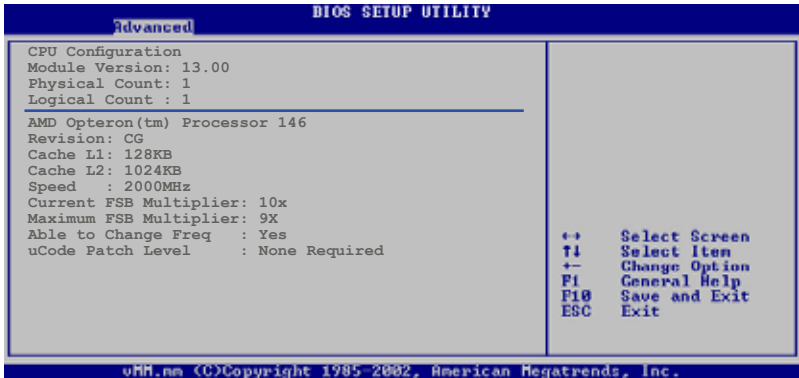 BIOS SETUP UTILITY
Advanced
CPU Configuration
Module Version: 13.00
Physical Count: 1
Logical Count : 1
AMD Opteron(tm) Processor 146
Revision: CG
Cache L1: 128KB
Cache L2: 1024KB
Speed : 2000MHz
Current FSB Multiplier: 10x
Maximum FSB Multiplier: 9X
Able to Change Freq : Yes
uCode Patch Level : None Required
↔ Select Screen
↑↓ Select Item
+- Change Option
F1 General Help
F10 Save and Exit
ESC Exit
vMM.mm (C)Copyright 1985-2002, American Megatrends, Inc.